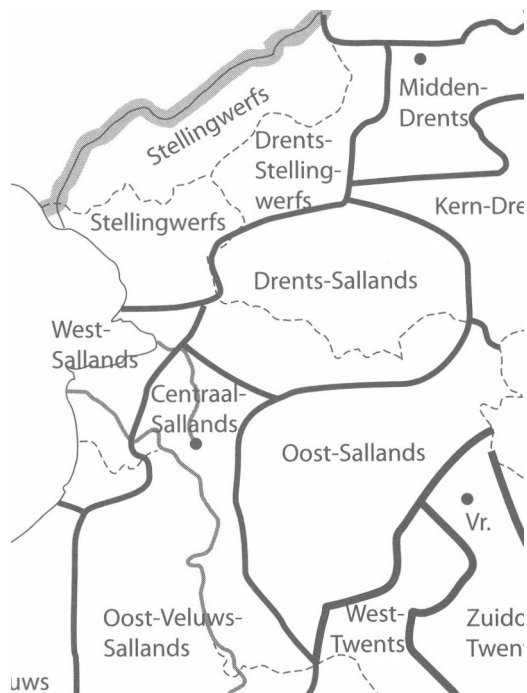 Midden-
Drents
Stellingwerfs
Drents-
Stelling-
werfs
Stellingwerfs
Kern-Dre
Drents-Sallands
West-
Sallands
Centraal-
Sallands
Oost-Sallands
Vr.
Oost-Veluws-
Sallands
West-
Twents
Zuido
Twent
uws